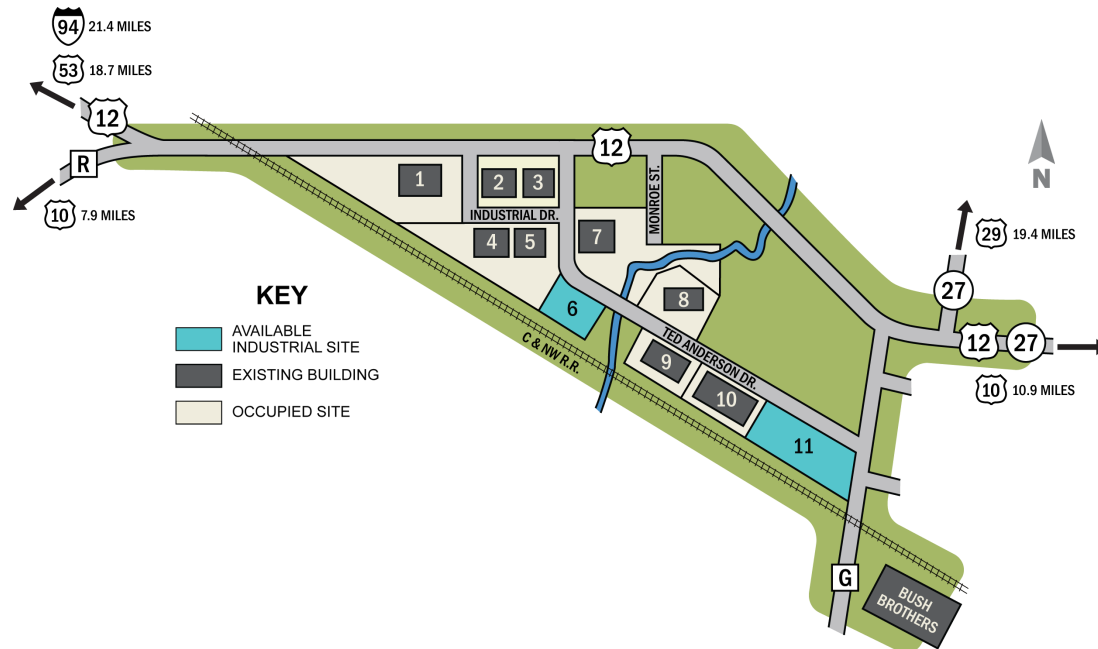 94 21.4 MILES
53 18.7 MILES
12
R
10 7.9 MILES
12
N
29 19.4 MILES
27
12 27
10 10.9 MILES
1
2 3
INDUSTRIAL DR.
MONROE ST.
4 5
7
6
8
TED ANDERSON DR.
C & NW R.R.
9
10
11
G
BUSH
BROTHERS
KEY
AVAILABLE
INDUSTRIAL SITE
EXISTING BUILDING
OCCUPIED SITE